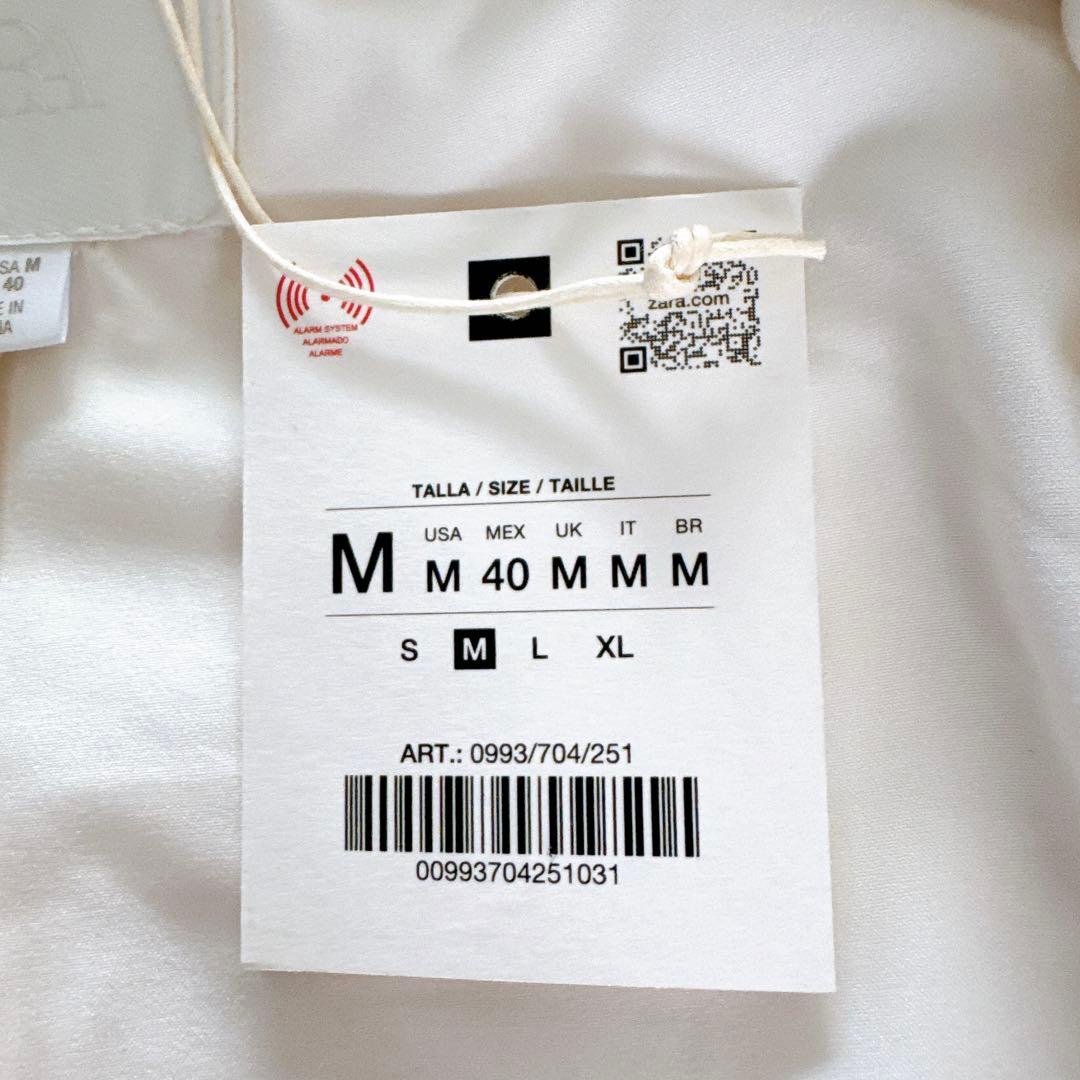 SA M
40
E IN
NA
ALARM SYSTEM
ALARMADO
ALARME
zara.com
TALLA / SIZE / TAILLE
USA MEX UK IT BR
M M 40 M M M
S M L XL
ART.: 0993/704/251
00993704251031